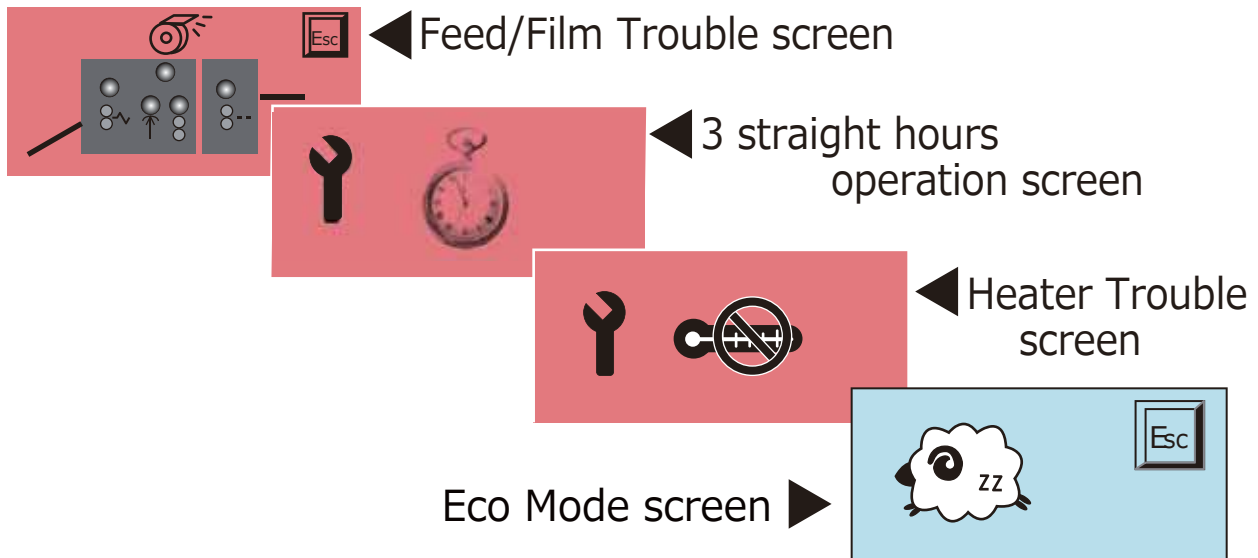 Esc
Feed/Film Trouble screen
3 straight hours
operation screen
Heater Trouble
screen
Esc
zz
Eco Mode screen